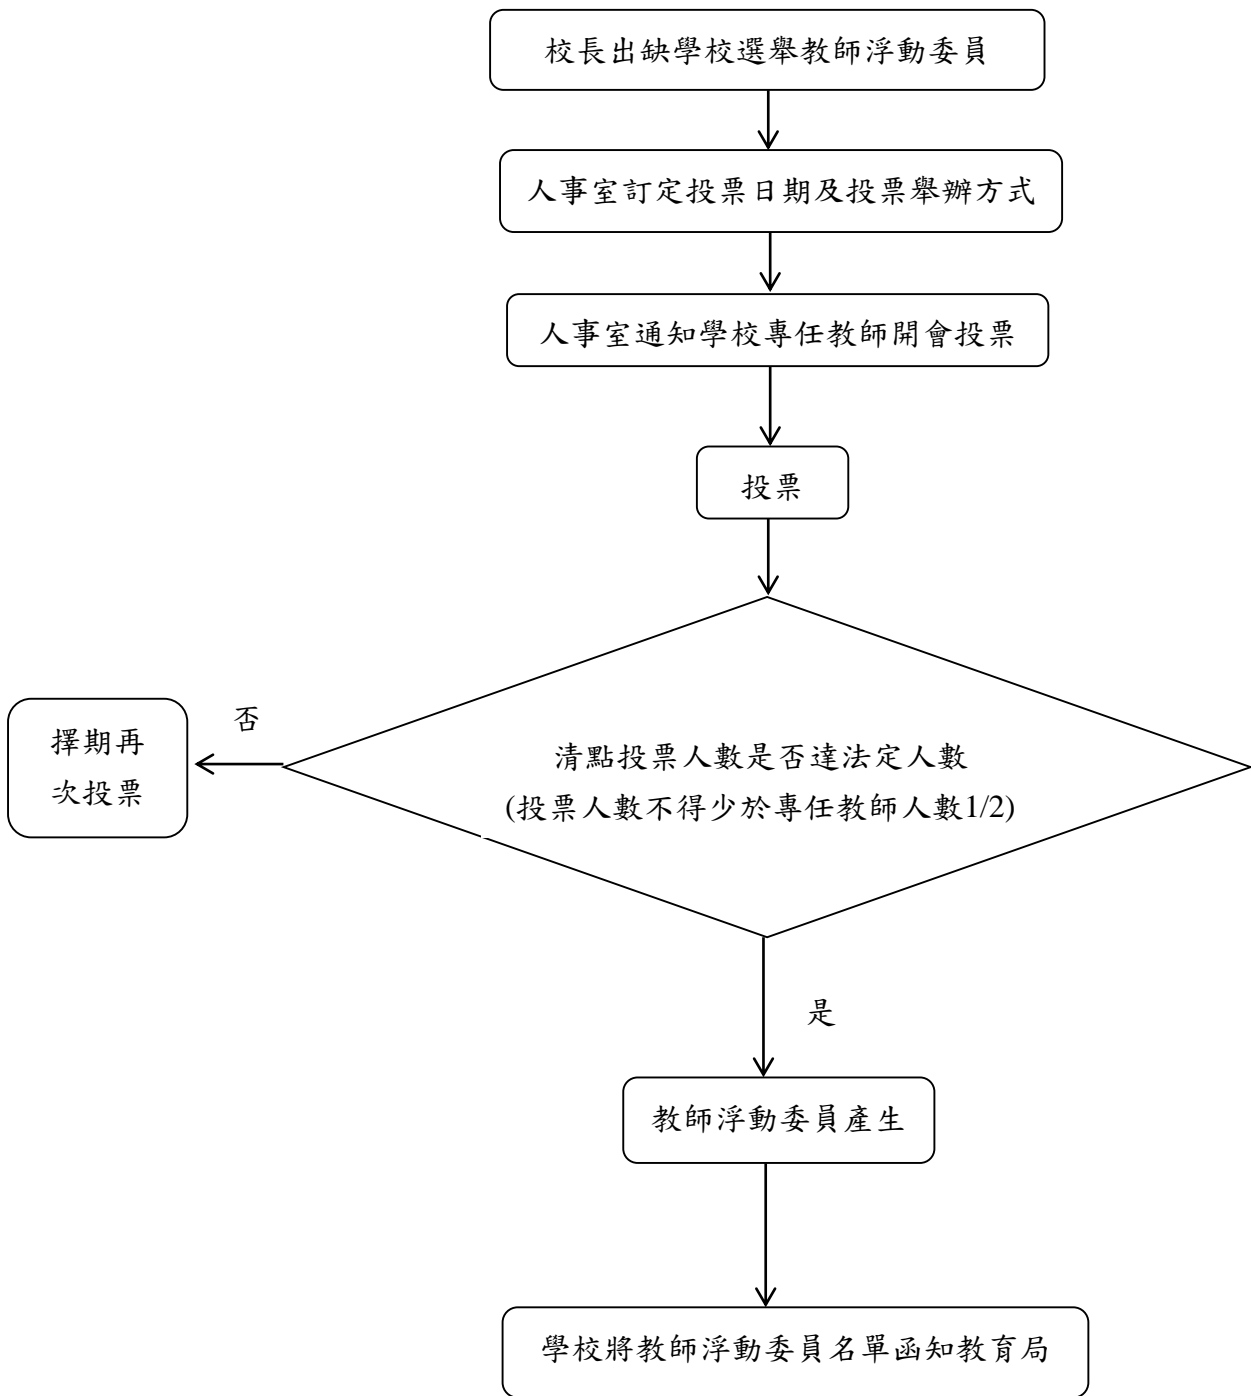 校長出缺學校選舉教師浮動委員
人事室訂定投票日期及投票舉辦方式
人事室通知學校專任教師開會投票
投票
否
擇期再
次投票
清點投票人數是否達法定人數
(投票人數不得少於專任教師人數1/2)
是
教師浮動委員產生
學校將教師浮動委員名單函知教育局